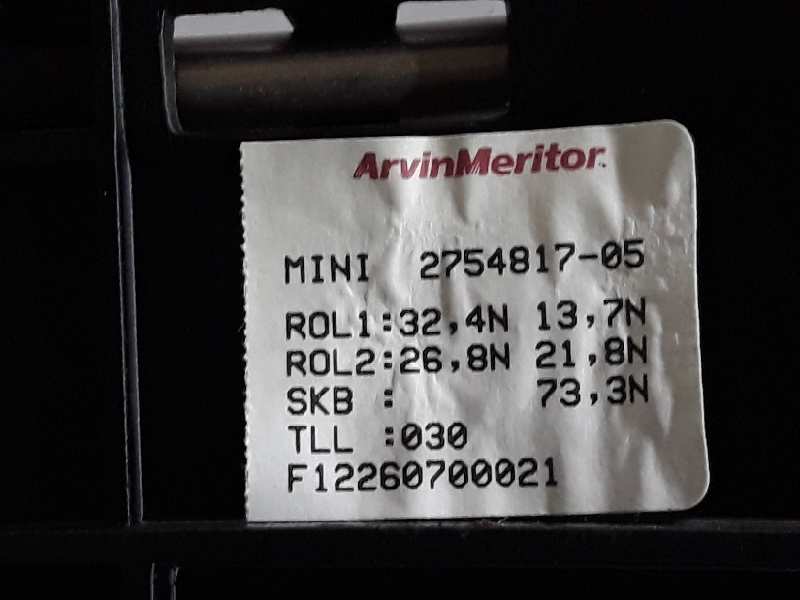 ArvinMeritor
MINI 2754817-05
ROL1:32,4N 13,7N
ROL2:26,8N 21,8N
SKB : 73,3N
TLL :030
F12260700021